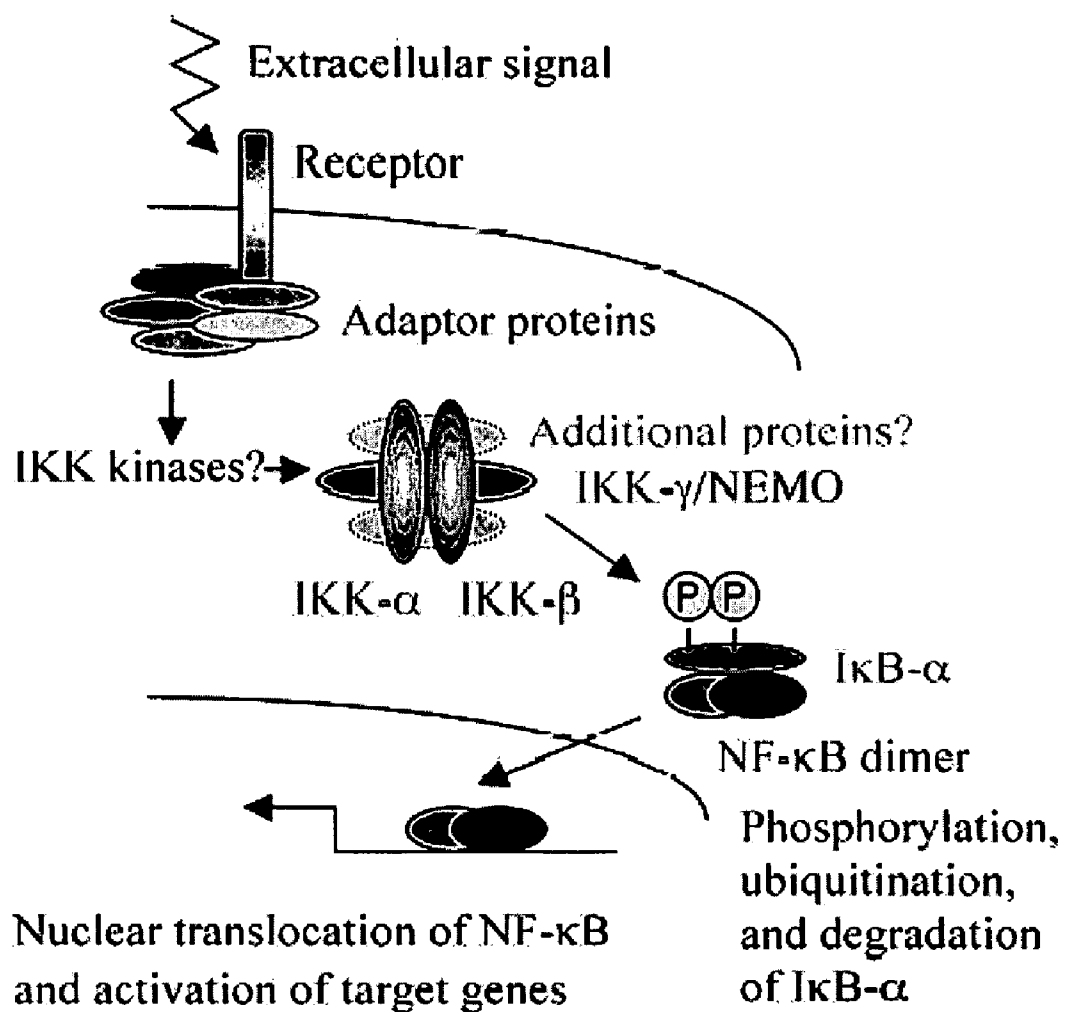 Extracellular signal
Receptor
Adaptor proteins
IKK kinases?
Additional proteins?
IKK-γ/NEMO
IKK-α IKK-β
P P
IκB-α
NF-κB dimer
Phosphorylation,
ubiquitination,
and degradation
of IκB-α
Nuclear translocation of NF-κB
and activation of target genes